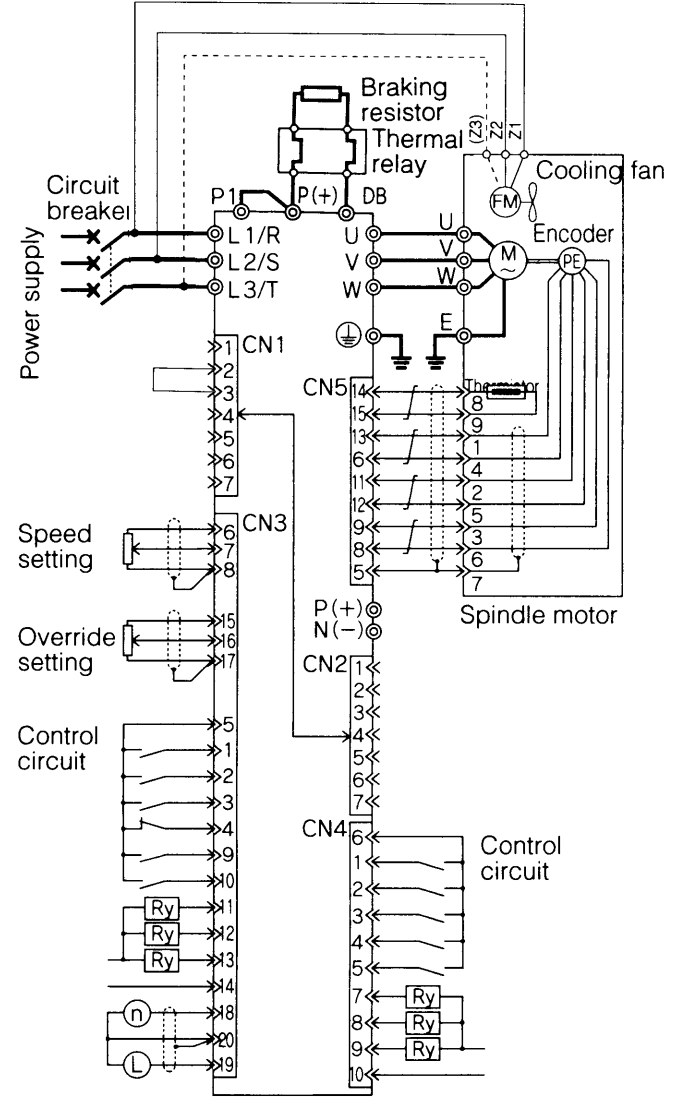 Braking
resistor
Thermal
relay
(Z3)
Z2
Z1
Cooling fan
FM
Circuit
breaker
P1
P(+)
DB
Encoder
Power supply
L1/R
L2/S
L3/T
U
V
W
U
V
W
M
~
PE
E
CN1
1
2
3
4
5
6
7
CN5
14
15
13
6
11
12
9
8
5
Thermistor
8
9
1
4
2
5
3
6
7
Spindle motor
Speed
setting
CN3
6
7
8
Override
setting
15
16
17
P(+)
N(−)
CN2
1
2
3
4
5
6
7
Control
circuit
5
1
2
3
4
9
10
Ry
11
Ry
12
Ry
13
14
n
18
20
L
19
CN4
6
1
2
3
4
5
Control
circuit
7
Ry
8
Ry
9
Ry
10